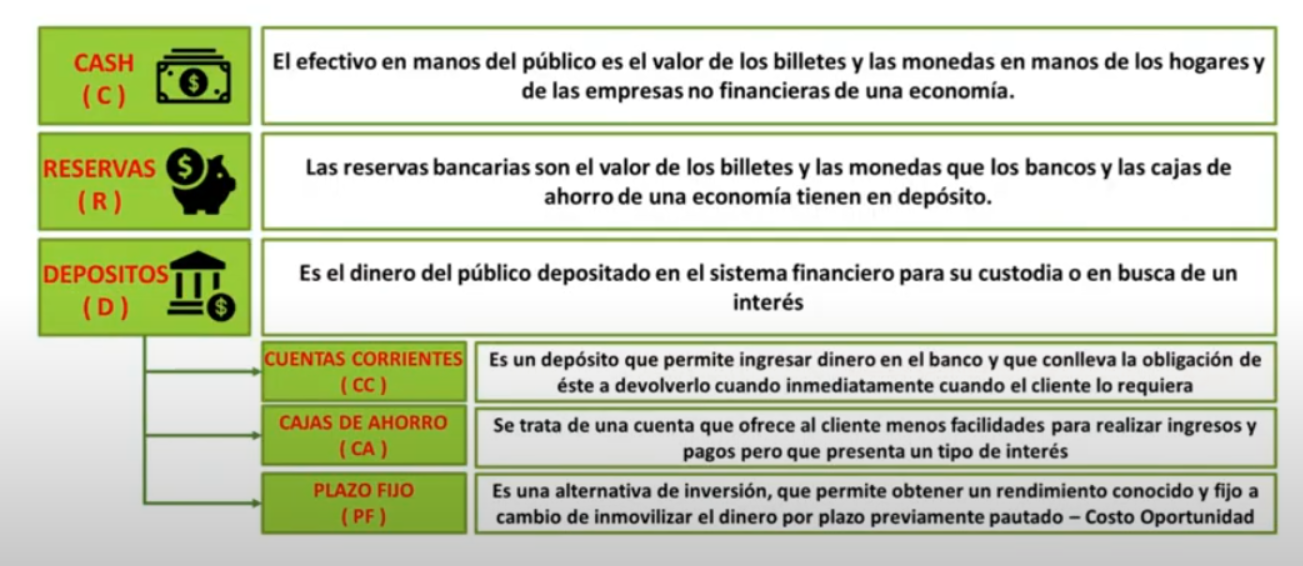 CASH
( C )
El efectivo en manos del público es el valor de los billetes y las monedas en manos de los hogares y
de las empresas no financieras de una economía.
RESERVAS
( R )
Las reservas bancarias son el valor de los billetes y las monedas que los bancos y las cajas de
ahorro de una economía tienen en depósito.
DEPOSITOS
( D )
Es el dinero del público depositado en el sistema financiero para su custodia o en busca de un
interés
CUENTAS CORRIENTES
( CC )
Es un depósito que permite ingresar dinero en el banco y que conlleva la obligación de
éste a devolverlo cuando inmediatamente cuando el cliente lo requiera
CAJAS DE AHORRO
( CA )
Se trata de una cuenta que ofrece al cliente menos facilidades para realizar ingresos y
pagos pero que presenta un tipo de interés
PLAZO FIJO
( PF )
Es una alternativa de inversión, que permite obtener un rendimiento conocido y fijo a
cambio de inmovilizar el dinero por plazo previamente pautado – Costo Oportunidad